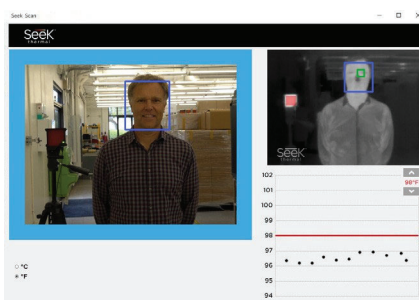 Seek Scan
Seek
thermal
Seek
thermal
102
101
100
99
98
97
96
95
94
98°F
°C
°F